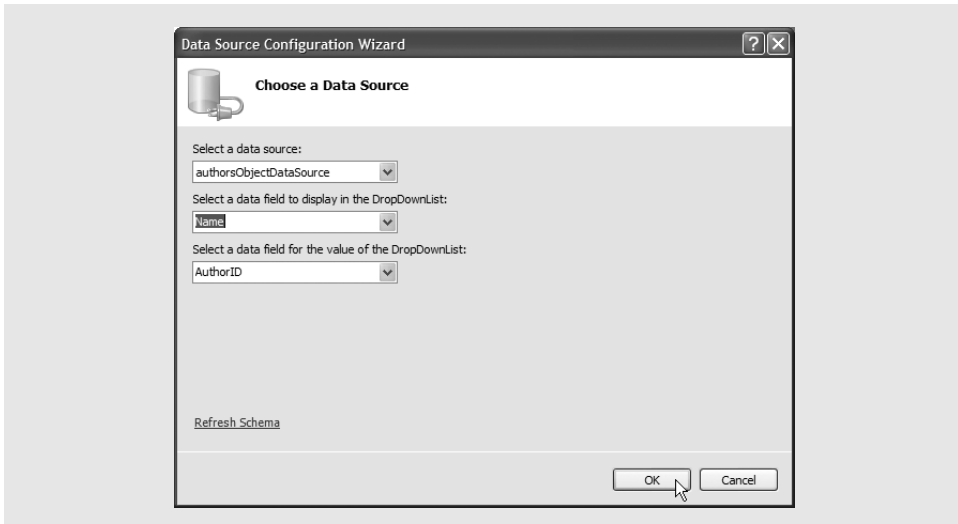 Data Source Configuration Wizard
Choose a Data Source
Select a data source:
authorsObjectDataSource
Select a data field to display in the DropDownList:
Name
Select a data field for the value of the DropDownList:
AuthorID
Refresh Schema
OK
Cancel